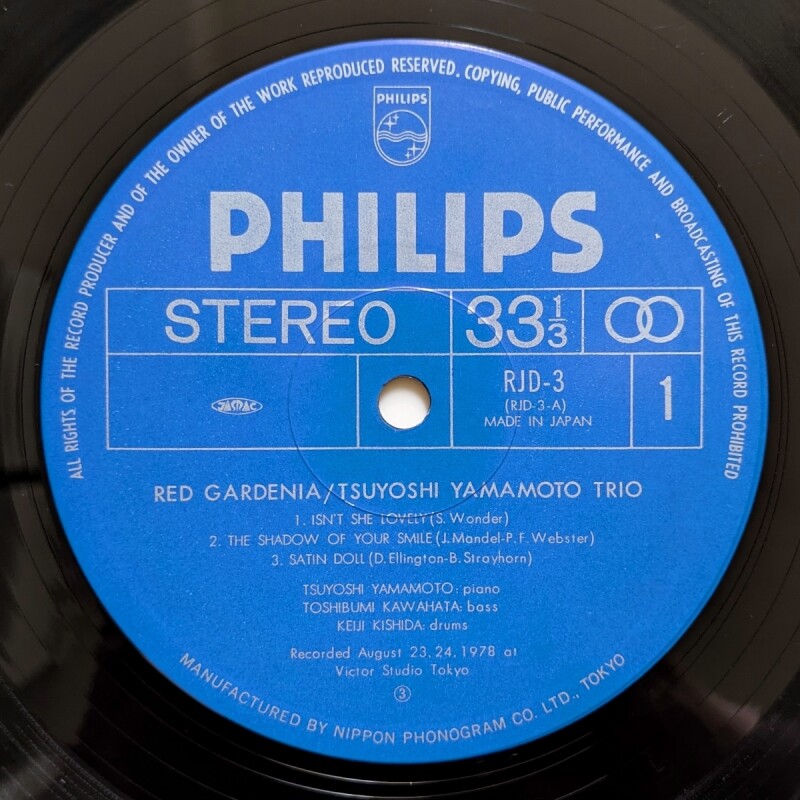 ALL RIGHTS OF THE RECORD PRODUCER AND OF THE OWNER OF THE WORK REPRODUCED RESERVED. COPYING, PUBLIC PERFORMANCE AND BROADCASTING OF THIS RECORD PROHIBITED
PHILIPS
PHILIPS
STEREO 33 1/3
JASRAC RJD-3 1
(RJD-3-A)
MADE IN JAPAN
RED GARDENIA/TSUYOSHI YAMAMOTO TRIO
1. ISN'T SHE LOVELY (S. Wonder)
2. THE SHADOW OF YOUR SMILE (J. Mandel-P. F. Webster)
3. SATIN DOLL (D. Ellington-B. Strayhorn)
TSUYOSHI YAMAMOTO: piano
TOSHIBUMI KAWAHATA: bass
KEIJI KISHIDA: drums
Recorded August 23. 24. 1978 at
Victor Studio Tokyo
③
MANUFACTURED BY NIPPON PHONOGRAM CO. LTD., TOKYO